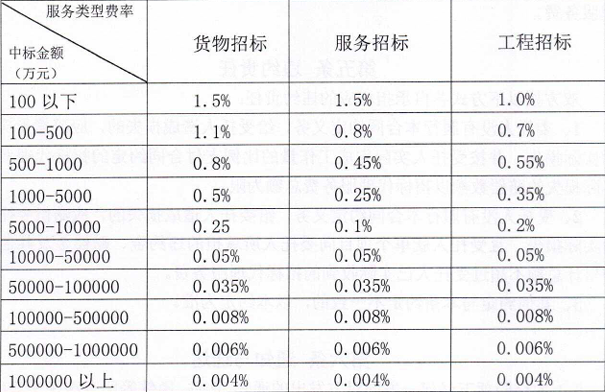 服务类型费率
中标金额
（万元）
货物招标 服务招标 工程招标
100 以下 1.5% 1.5% 1.0%
100-500 1.1% 0.8% 0.7%
500-1000 0.8% 0.45% 0.55%
1000-5000 0.5% 0.25% 0.35%
5000-10000 0.25 0.1% 0.2%
10000-50000 0.05% 0.05% 0.05%
50000-100000 0.035% 0.035% 0.035%
100000-500000 0.008% 0.008% 0.008%
500000-1000000 0.006% 0.006% 0.006%
1000000 以上 0.004% 0.004% 0.004%